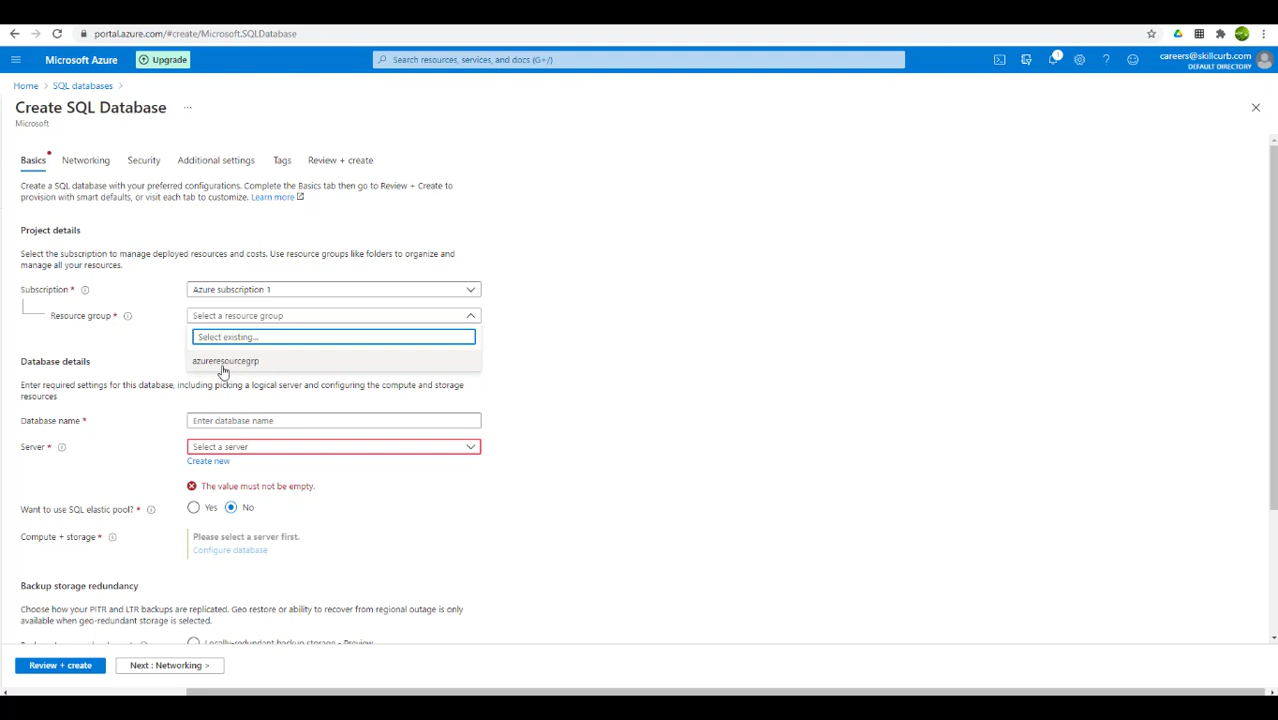 portal.azure.com/#create/Microsoft.SQLDatabase
Microsoft Azure
Upgrade
Search resources, services, and docs (G+/)
1
careers@skillcurb.com
DEFAULT DIRECTORY
Home > SQL databases >
Create SQL Database
...
Microsoft
Basics
Networking
Security
Additional settings
Tags
Review + create
Create a SQL database with your preferred configurations. Complete the Basics tab then go to Review + Create to
provision with smart defaults, or visit each tab to customize. Learn more
Project details
Select the subscription to manage deployed resources and costs. Use resource groups like folders to organize and
manage all your resources.
Subscription *
Azure subscription 1
Resource group *
Select a resource group
Select existing...
azureresourcegrp
Database details
Enter required settings for this database, including picking a logical server and configuring the compute and storage
resources
Database name *
Enter database name
Server *
Select a server
Create new
The value must not be empty.
Want to use SQL elastic pool? *
Yes
No
Compute + storage *
Please select a server first.
Configure database
Backup storage redundancy
Choose how your PITR and LTR backups are replicated. Geo restore or ability to recover from regional outage is only
available when geo-redundant storage is selected.
Locally-redundant backup storage - Preview
Review + create
Next : Networking >